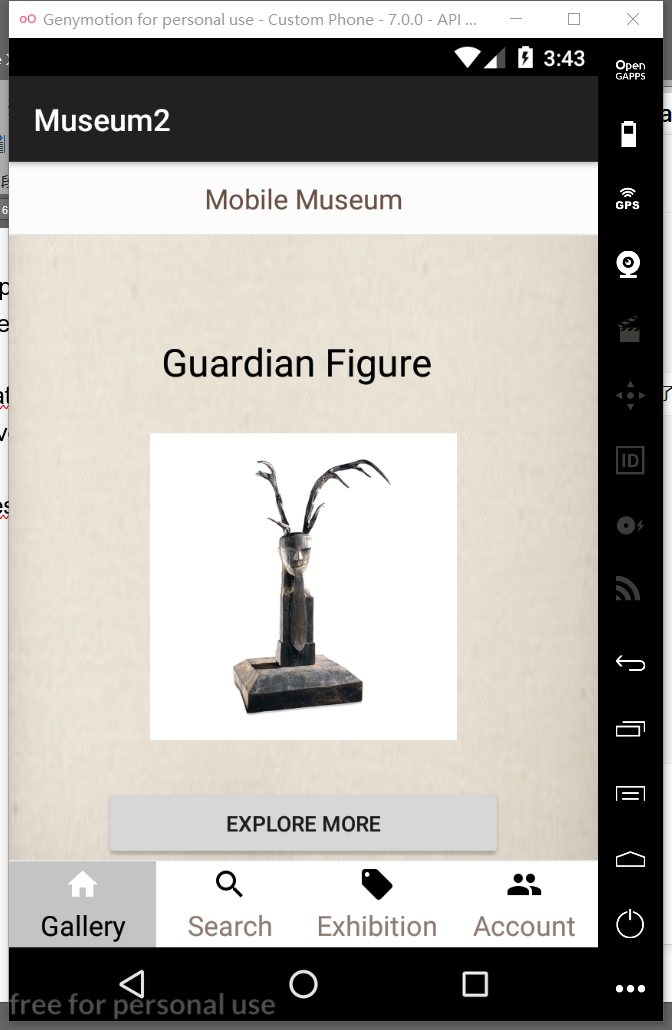 Genymotion for personal use - Custom Phone - 7.0.0 - API ...
3:43
Open
GAPPS
Museum2
GPS
Mobile Museum
Guardian Figure
ID
EXPLORE MORE
Gallery
Search
Exhibition
Account
free for personal use